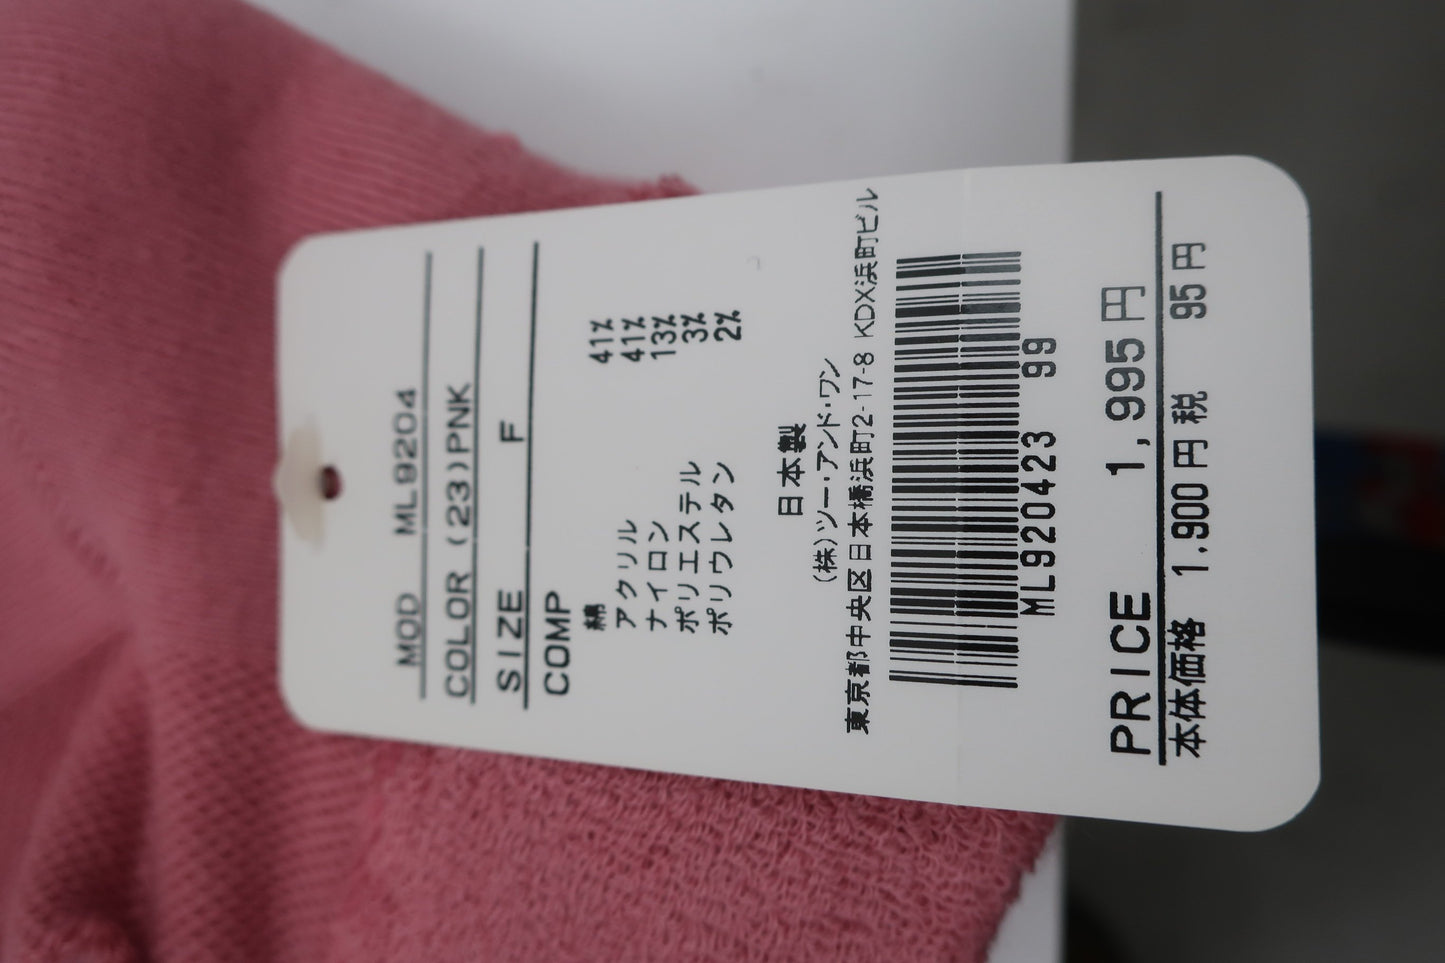 MOD ML9204
COLOR (23)PNK
SIZE F
COMP
綿 41%
アクリル 41%
ナイロン 13%
ポリエステル 3%
ポリウレタン 2%
日本製
(株)ツー・アンド・ワン
東京都中央区日本橋浜町2-17-8 KDX浜町ビル
ML920423 99
PRICE 1,995円
本体価格 1,900円 税 95円